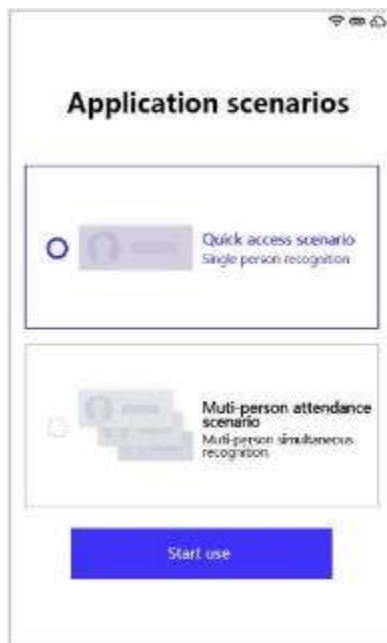 Application scenarios
Quick access scenario
Single person recognition
Muti-person attendance
scenario
Muti-person simultaneous
recognition
Start use